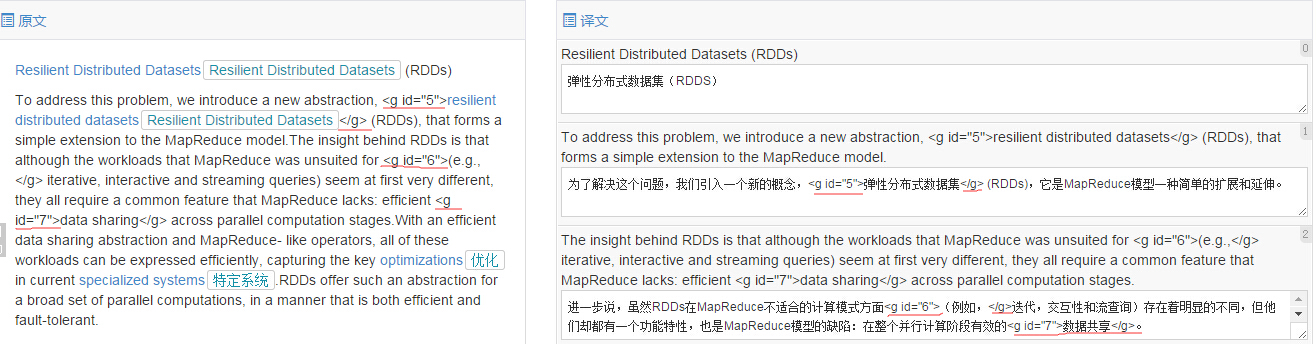 原文
Resilient Distributed Datasets Resilient Distributed Datasets (RDDs)
To address this problem, we introduce a new abstraction, <g id="5">resilient
distributed datasets Resilient Distributed Datasets </g> (RDDs), that forms a
simple extension to the MapReduce model.The insight behind RDDs is that
although the workloads that MapReduce was unsuited for <g id="6">(e.g.,
</g> iterative, interactive and streaming queries) seem at first very different,
they all require a common feature that MapReduce lacks: efficient <g
id="7">data sharing</g> across parallel computation stages.With an efficient
data sharing abstraction and MapReduce- like operators, all of these
workloads can be expressed efficiently, capturing the key optimizations 优化
in current specialized systems 特定系统 .RDDs offer such an abstraction for
a broad set of parallel computations, in a manner that is both efficient and
fault-tolerant.
译文
Resilient Distributed Datasets (RDDs)
0
弹性分布式数据集（RDDS）
To address this problem, we introduce a new abstraction, <g id="5">resilient distributed datasets</g> (RDDs), that
1
forms a simple extension to the MapReduce model.
为了解决这个问题，我们引入一个新的概念，<g id="5">弹性分布式数据集</g> (RDDs)，它是MapReduce模型一种简单的扩展和延伸。
The insight behind RDDs is that although the workloads that MapReduce was unsuited for <g id="6">(e.g.,</g>
2
iterative, interactive and streaming queries) seem at first very different, they all require a common feature that
MapReduce lacks: efficient <g id="7">data sharing</g> across parallel computation stages.
进一步说，虽然RDDs在MapReduce不适合的计算模式方面<g id="6">（例如，</g>迭代，交互性和流查询）存在着明显的不同，但他
们却都有一个功能特性，也是MapReduce模型的缺陷：在整个并行计算阶段有效的<g id="7">数据共享</g>。